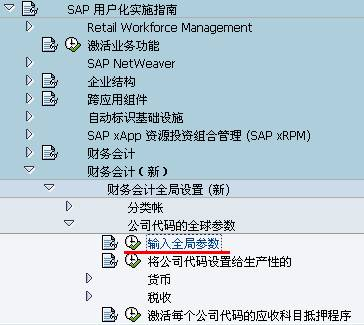 SAP 用户化实施指南
Retail Workforce Management
激活业务功能
SAP NetWeaver
企业结构
跨应用组件
自动标识基础设施
SAP xApp 资源投资组合管理 (SAP xRPM)
财务会计
财务会计（新）
财务会计全局设置 (新)
分类帐
公司代码的全球参数
输入全局参数
将公司代码设置给生产性的
货币
税收
激活每个公司代码的应收科目抵押程序